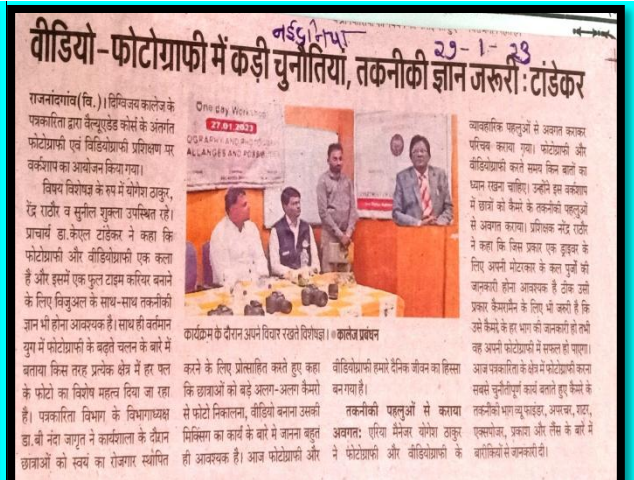 नईदुनिया
29-1-23
वीडियो-फोटोग्राफी में कड़ी चुनौतियां, तकनीकी ज्ञान जरूरी : टांडेकर
राजनांदगांव(वि.)। दिग्विजय कालेज के
पत्रकारिता द्वारा वैल्यूएडेड कोर्स के अंतर्गत
फोटोग्राफी एवं विडियोग्राफी प्रशिक्षण पर
वर्कशाप का आयोजन किया गया।
विषय विशेषज्ञ के रुप में योगेश ठाकुर,
रेंद्र राठौर व सुनील शुक्ला उपस्थित रहे।
प्राचार्य डा.केएल टांडेकर ने कहा कि
फोटोग्राफी और वीडीयोग्राफी एक कला
है और इसमें एक फुल टाइम करियर बनाने
के लिए विजुअल के साथ-साथ तकनीकी
ज्ञान भी होना आवश्यक है। साथ ही वर्तमान
युग में फोटोग्राफी के बढ़ते चलन के बारे में
बताया किस तरह प्रत्येक क्षेत्र में हर पल
के फोटो का विशेष महत्व दिया जा रहा
है। पत्रकारिता विभाग के विभागाध्यक्ष
डा.बी नंदा जागृत ने कार्यशाला के दौरान
छात्राओं को स्वयं का रोजगार स्थापित
One day Workshop
27.01.2023
OGRAPHY AND
ALLANGES AND POSSI
कार्यक्रम के दौरान अपने विचार रखते विशेषज्ञ। ● कालेज प्रबंधन
करने के लिए प्रोत्साहित करते हुए कहा
कि छात्राओं को बड़े अलग-अलग कैमरो
से फोटो निकालना, वीडियो बनाना उसकी
मिक्सिंग का कार्य के बारे मे जानना बहुत
ही आवश्यक है। आज फोटोग्राफी और
वीडियोग्राफी हमारे दैनिक जीवन का हिस्सा
बन गया है।
तकनीकी पहलुओं से कराया
अवगत: एरिया मैनेजर योगेश ठाकुर
ने फोटोग्राफी और वीडीयोग्राफी के
व्यावहारिक पहलुओं से अवगत कराकर
परिचय कराया गया। फोटोग्राफी और
वीडीयोग्राफी करते समय किन बातों का
ध्यान रखना चाहिए। उन्होंने इस वर्कशाप
में छात्रों को कैमरे के तकनीकी पहलुओं
से अवगत कराया। प्रशिक्षक नरेंद्र राठौर
ने कहा कि जिस प्रकार एक ड्राइवर के
लिए अपनी मोटरकार के कल पुर्जो की
जानकारी होना आवश्यक है ठीक उसी
प्रकार कैमरामैन के लिए भी जरुरी है कि
उसे कैमरे के हर भाग की जानकारी हो तभी
वह अपनी फोटोग्राफी में सफल हो पाएगा।
आज पत्रकारिता के क्षेत्र में फोटोग्राफी करना
सबसे चुनौतीपूर्ण कार्य बताते हुए कैमरे के
तकनीकी भाग व्यू फाइंडर, अपरचर, शटर,
एक्सपोजर, प्रकाश और लैंस के बारे में
बारीकियों से जानकारी दी।